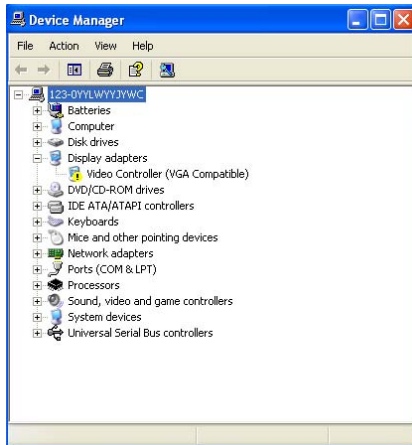 Device Manager
File Action View Help
123-0YYLWYYJYWC
Batteries
Computer
Disk drives
Display adapters
Video Controller (VGA Compatible)
DVD/CD-ROM drives
IDE ATA/ATAPI controllers
Keyboards
Mice and other pointing devices
Network adapters
Ports (COM & LPT)
Processors
Sound, video and game controllers
System devices
Universal Serial Bus controllers